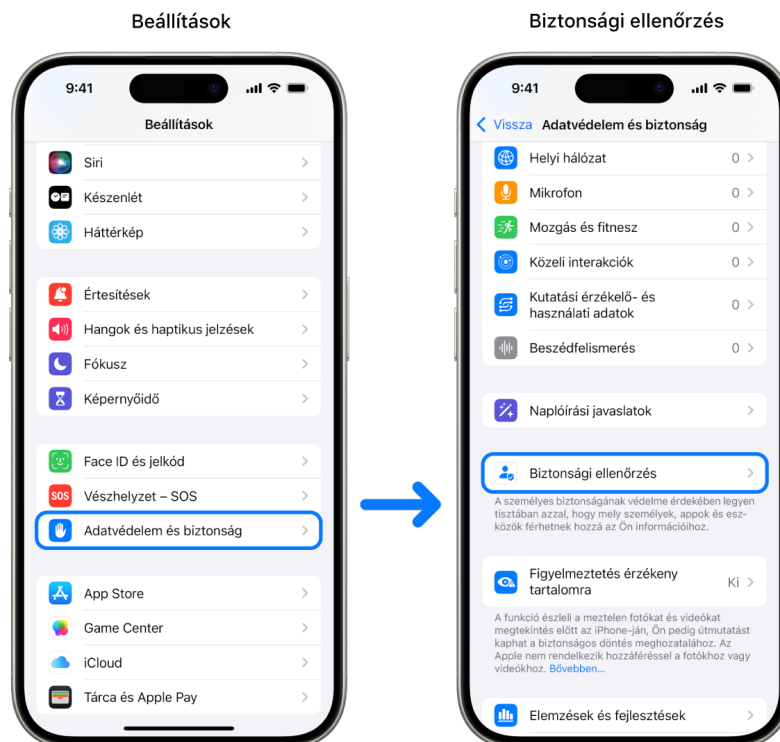 Beállítások
9:41
Beállítások
Siri
Készenlét
Háttérkép
Értesítések
Hangok és haptikus jelzések
Fókusz
Képernyőidő
Face ID és jelkód
SOS Vészhelyzet – SOS
Adatvédelem és biztonság
App Store
Game Center
iCloud
Tárca és Apple Pay
Biztonsági ellenőrzés
9:41
Vissza Adatvédelem és biztonság
Helyi hálózat 0
Mikrofon 0
Mozgás és fitnesz 0
Közeli interakciók 0
Kutatási érzékelő- és
használati adatok 0
Beszédfelismerés 0
Naplóírási javaslatok
Biztonsági ellenőrzés
A személyes biztonságának védelme érdekében legyen
tisztában azzal, hogy mely személyek, appok és esz-
közök férhetnek hozzá az Ön információihoz.
Figyelmeztetés érzékeny
tartalomra Ki
A funkció észleli a meztelen fotókat és videókat
megtekintés előtt az iPhone-ján, Ön pedig útmutatást
kaphat a biztonságos döntés meghozatalához. Az
Apple nem rendelkezik hozzáféréssel a fotókhoz vagy
videókhoz. Bővebben...
Elemzések és fejlesztések